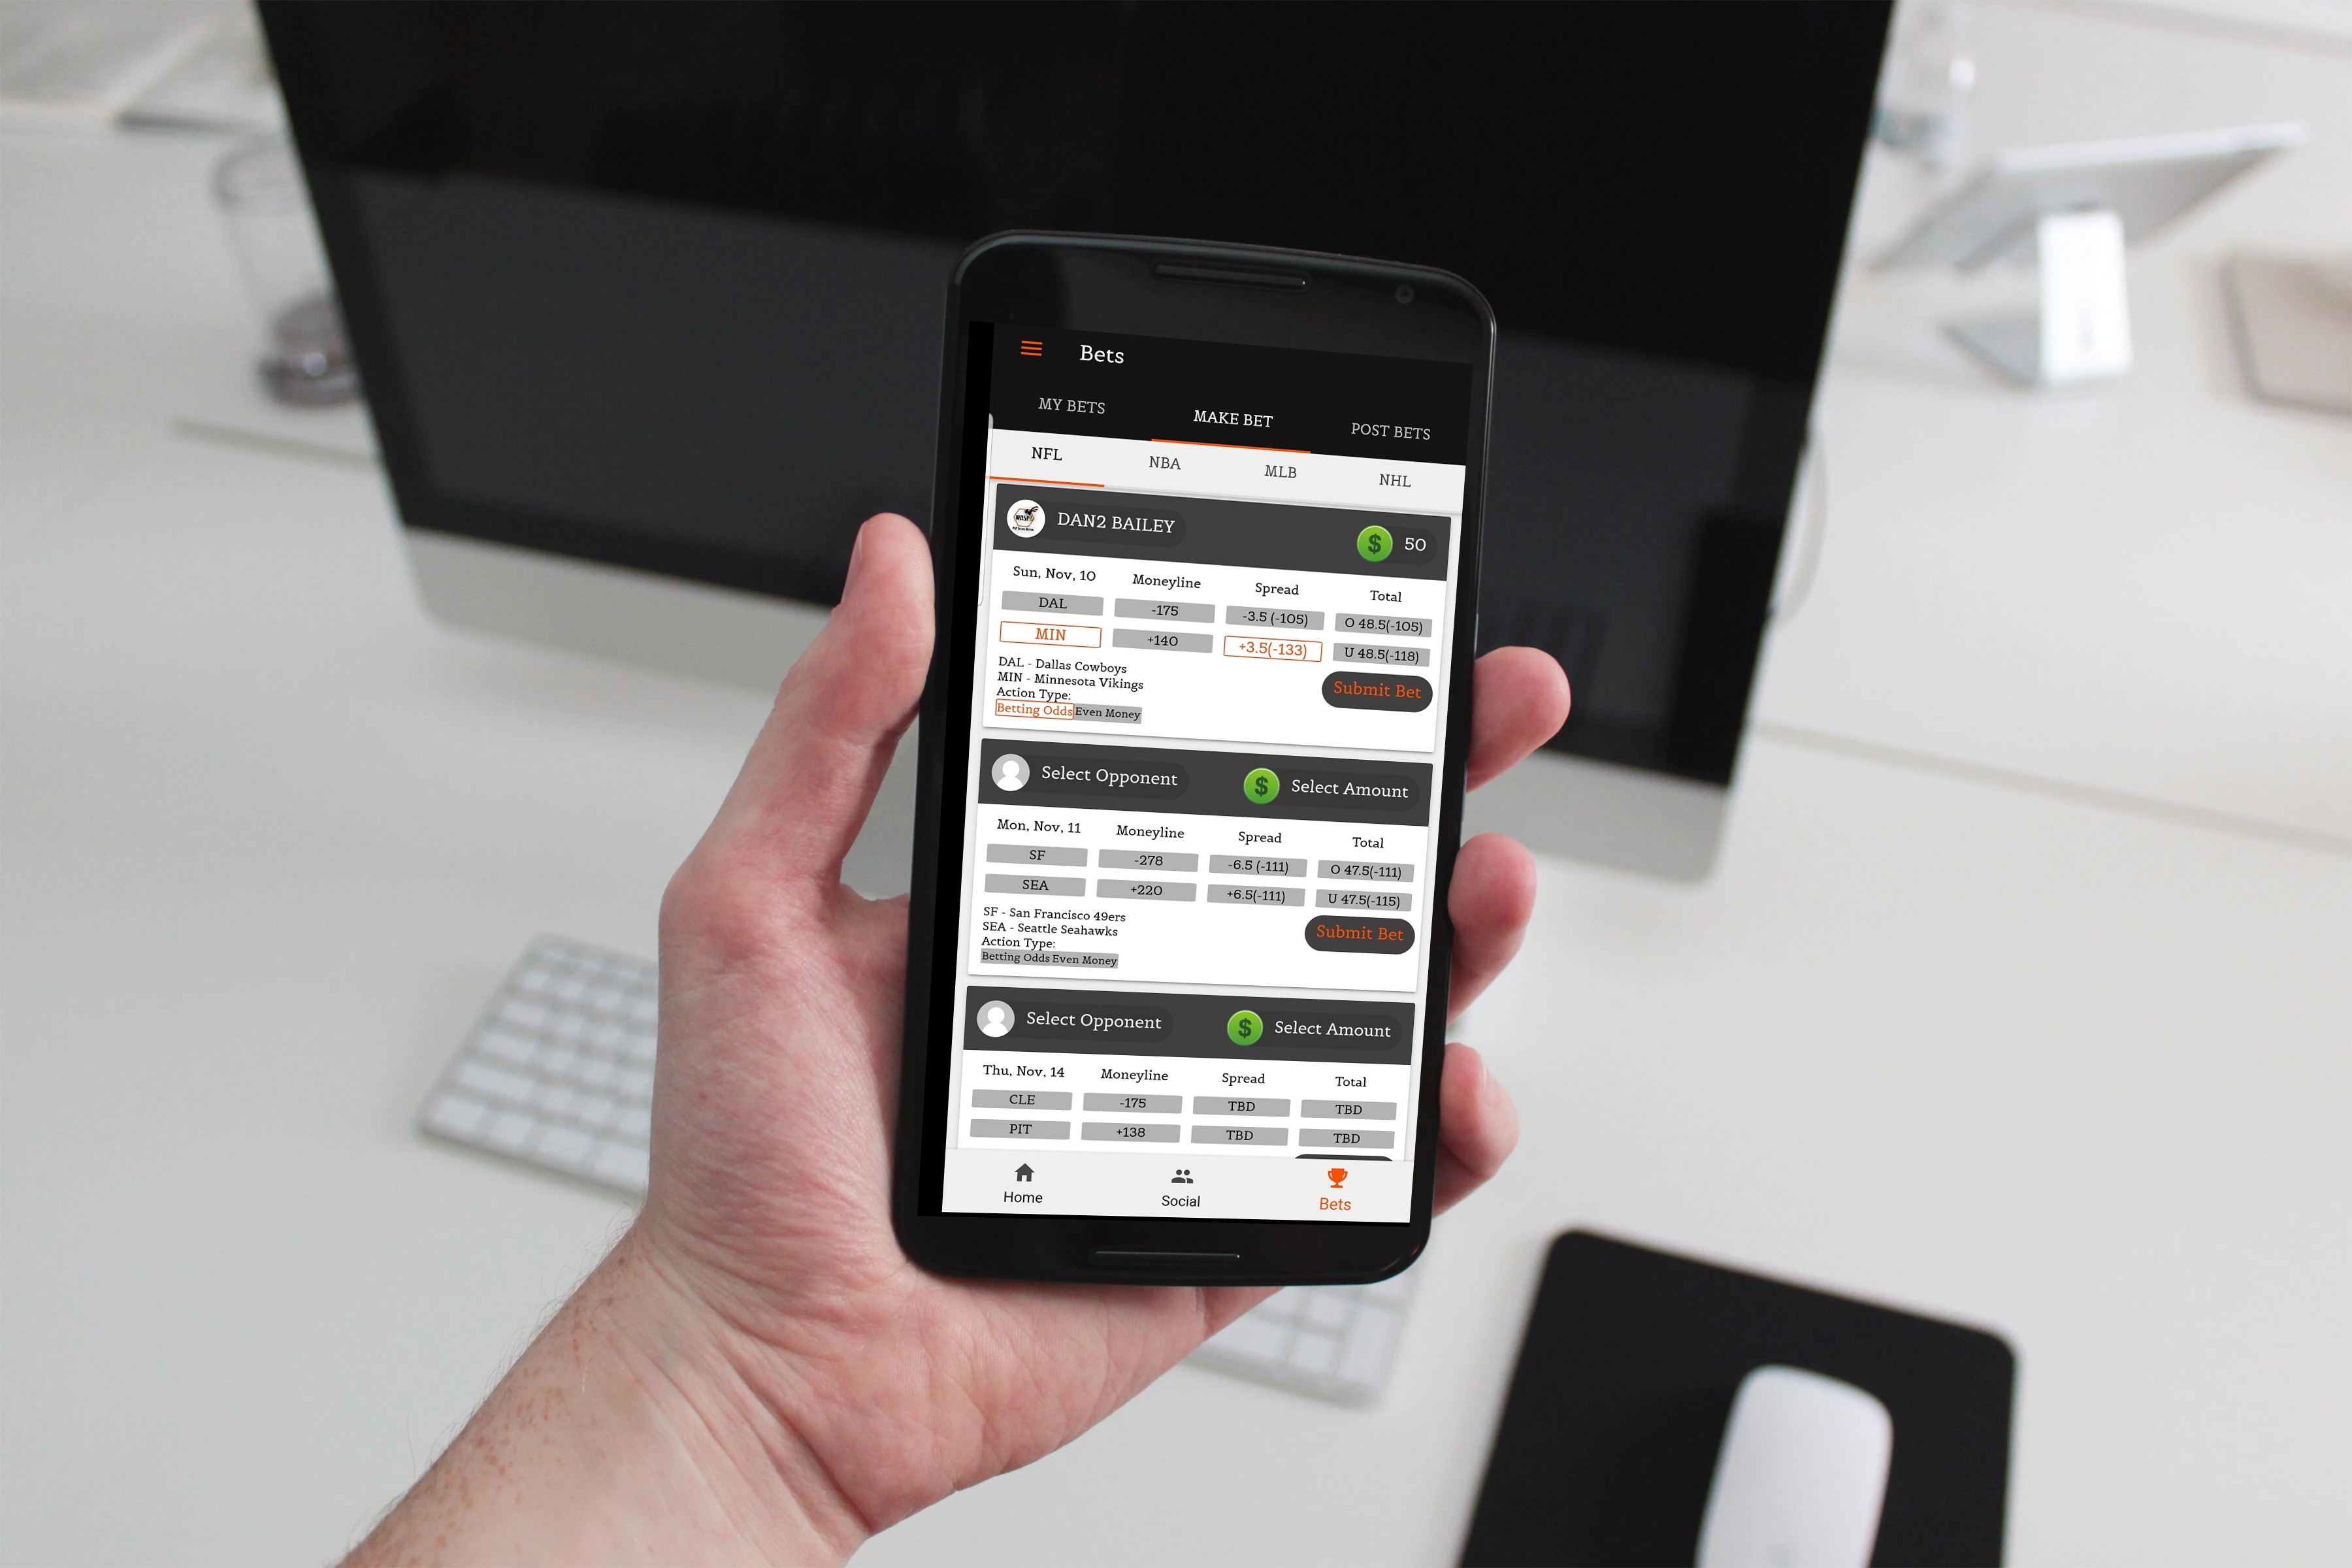 Bets
MY BETS MAKE BET POST BETS
NFL NBA MLB NHL
DAN2 BAILEY $ 50
Sun, Nov, 10 Moneyline Spread Total
DAL -175 -3.5 (-105) O 48.5(-105)
MIN +140 +3.5(-133) U 48.5(-118)
DAL - Dallas Cowboys
MIN - Minnesota Vikings
Action Type:
Betting Odds Even Money
Submit Bet
Select Opponent $ Select Amount
Mon, Nov, 11 Moneyline Spread Total
SF -278 -6.5 (-111) O 47.5(-111)
SEA +220 +6.5(-111) U 47.5(-115)
SF - San Francisco 49ers
SEA - Seattle Seahawks
Action Type:
Betting Odds Even Money
Submit Bet
Select Opponent $ Select Amount
Thu, Nov, 14 Moneyline Spread Total
CLE -175 TBD TBD
PIT +138 TBD TBD
Home Social Bets